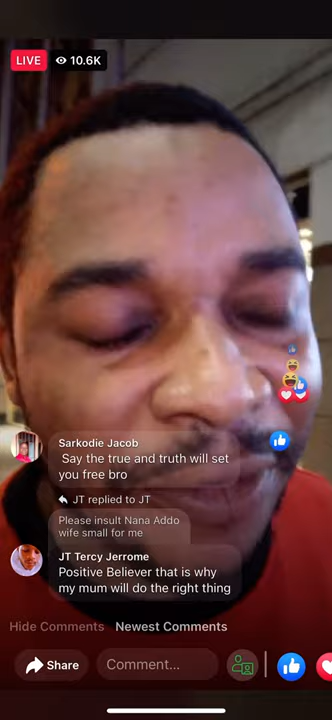 LIVE 10.6K
Sarkodie Jacob
Say the true and truth will set
you free bro
JT replied to JT
Please insult Nana Addo
wife small for me
JT Tercy Jerrome
Positive Believer that is why
my mum will do the right thing
Hide Comments Newest Comments
Share Comment...